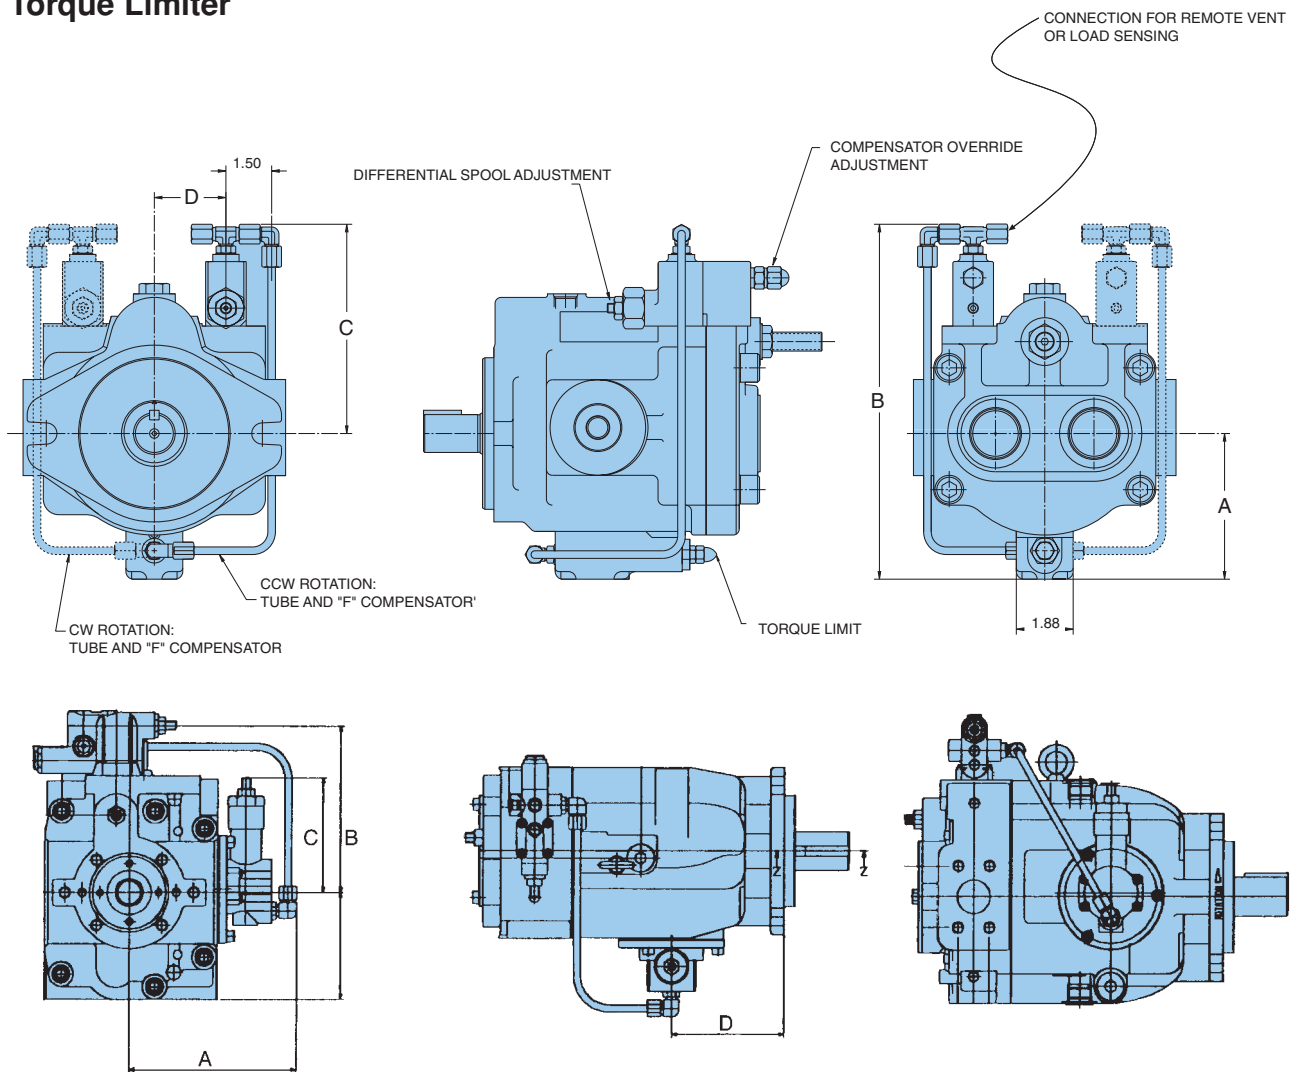 Torque Limiter
CONNECTION FOR REMOTE VENT
OR LOAD SENSING
1.50
D
DIFFERENTIAL SPOOL ADJUSTMENT
COMPENSATOR OVERRIDE
ADJUSTMENT
C
B
A
CCW ROTATION:
TUBE AND "F" COMPENSATOR'
CW ROTATION:
TUBE AND "F" COMPENSATOR
TORQUE LIMIT
1.88
C
B
A
Z
Z
D